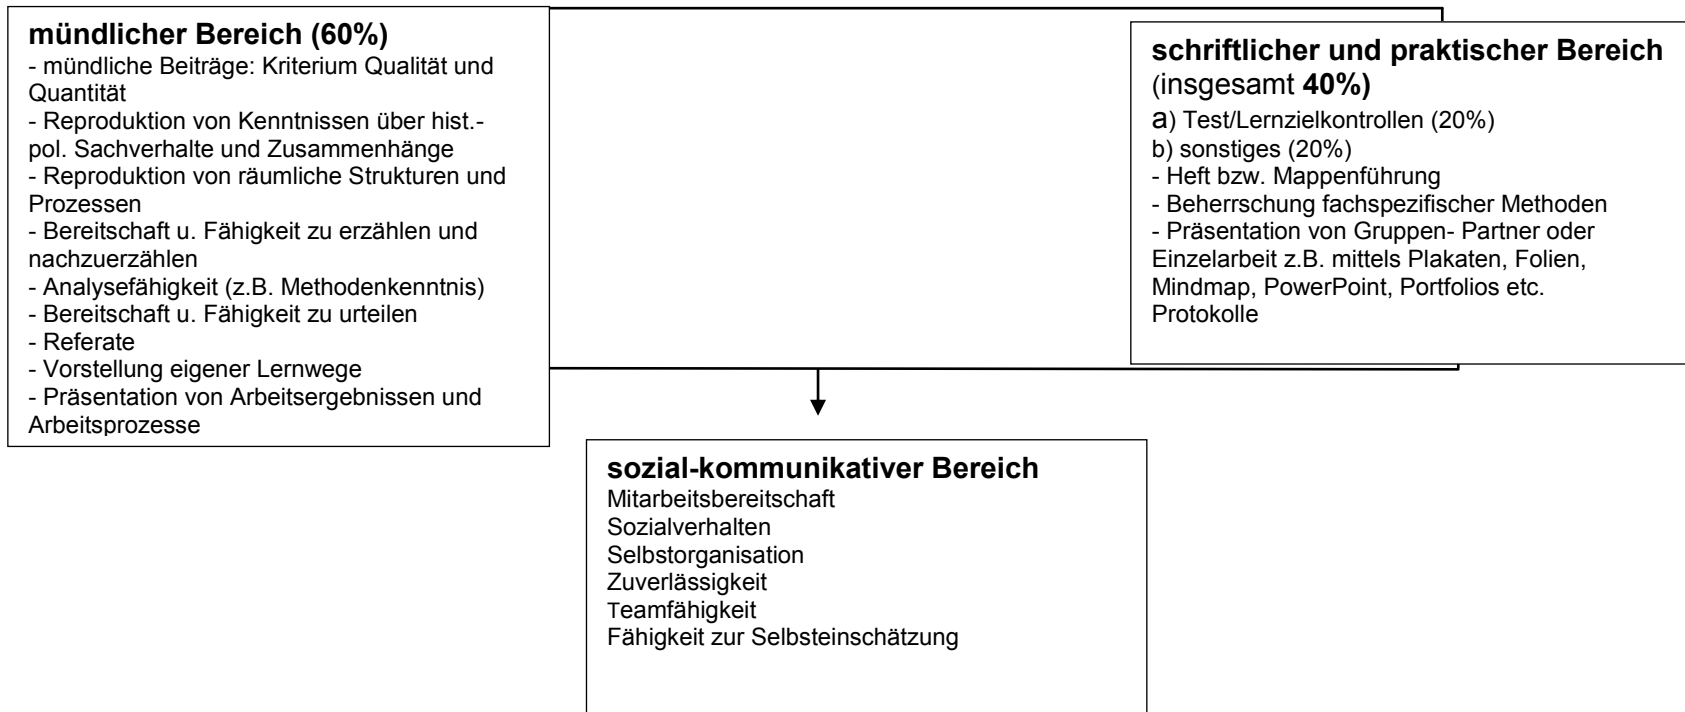 mündlicher Bereich (60%)
- mündliche Beiträge: Kriterium Qualität und
Quantität
- Reproduktion von Kenntnissen über hist.-
pol. Sachverhalte und Zusammenhänge
- Reproduktion von räumliche Strukturen und
Prozessen
- Bereitschaft u. Fähigkeit zu erzählen und
nachzuerzählen
- Analysefähigkeit (z.B. Methodenkenntnis)
- Bereitschaft u. Fähigkeit zu urteilen
- Referate
- Vorstellung eigener Lernwege
- Präsentation von Arbeitsergebnissen und
Arbeitsprozesse
schriftlicher und praktischer Bereich
(insgesamt 40%)
a) Test/Lernzielkontrollen (20%)
b) sonstiges (20%)
- Heft bzw. Mappenführung
- Beherrschung fachspezifischer Methoden
- Präsentation von Gruppen- Partner oder
Einzelarbeit z.B. mittels Plakaten, Folien,
Mindmap, PowerPoint, Portfolios etc.
Protokolle
sozial-kommunikativer Bereich
Mitarbeitsbereitschaft
Sozialverhalten
Selbstorganisation
Zuverlässigkeit
Teamfähigkeit
Fähigkeit zur Selbsteinschätzung